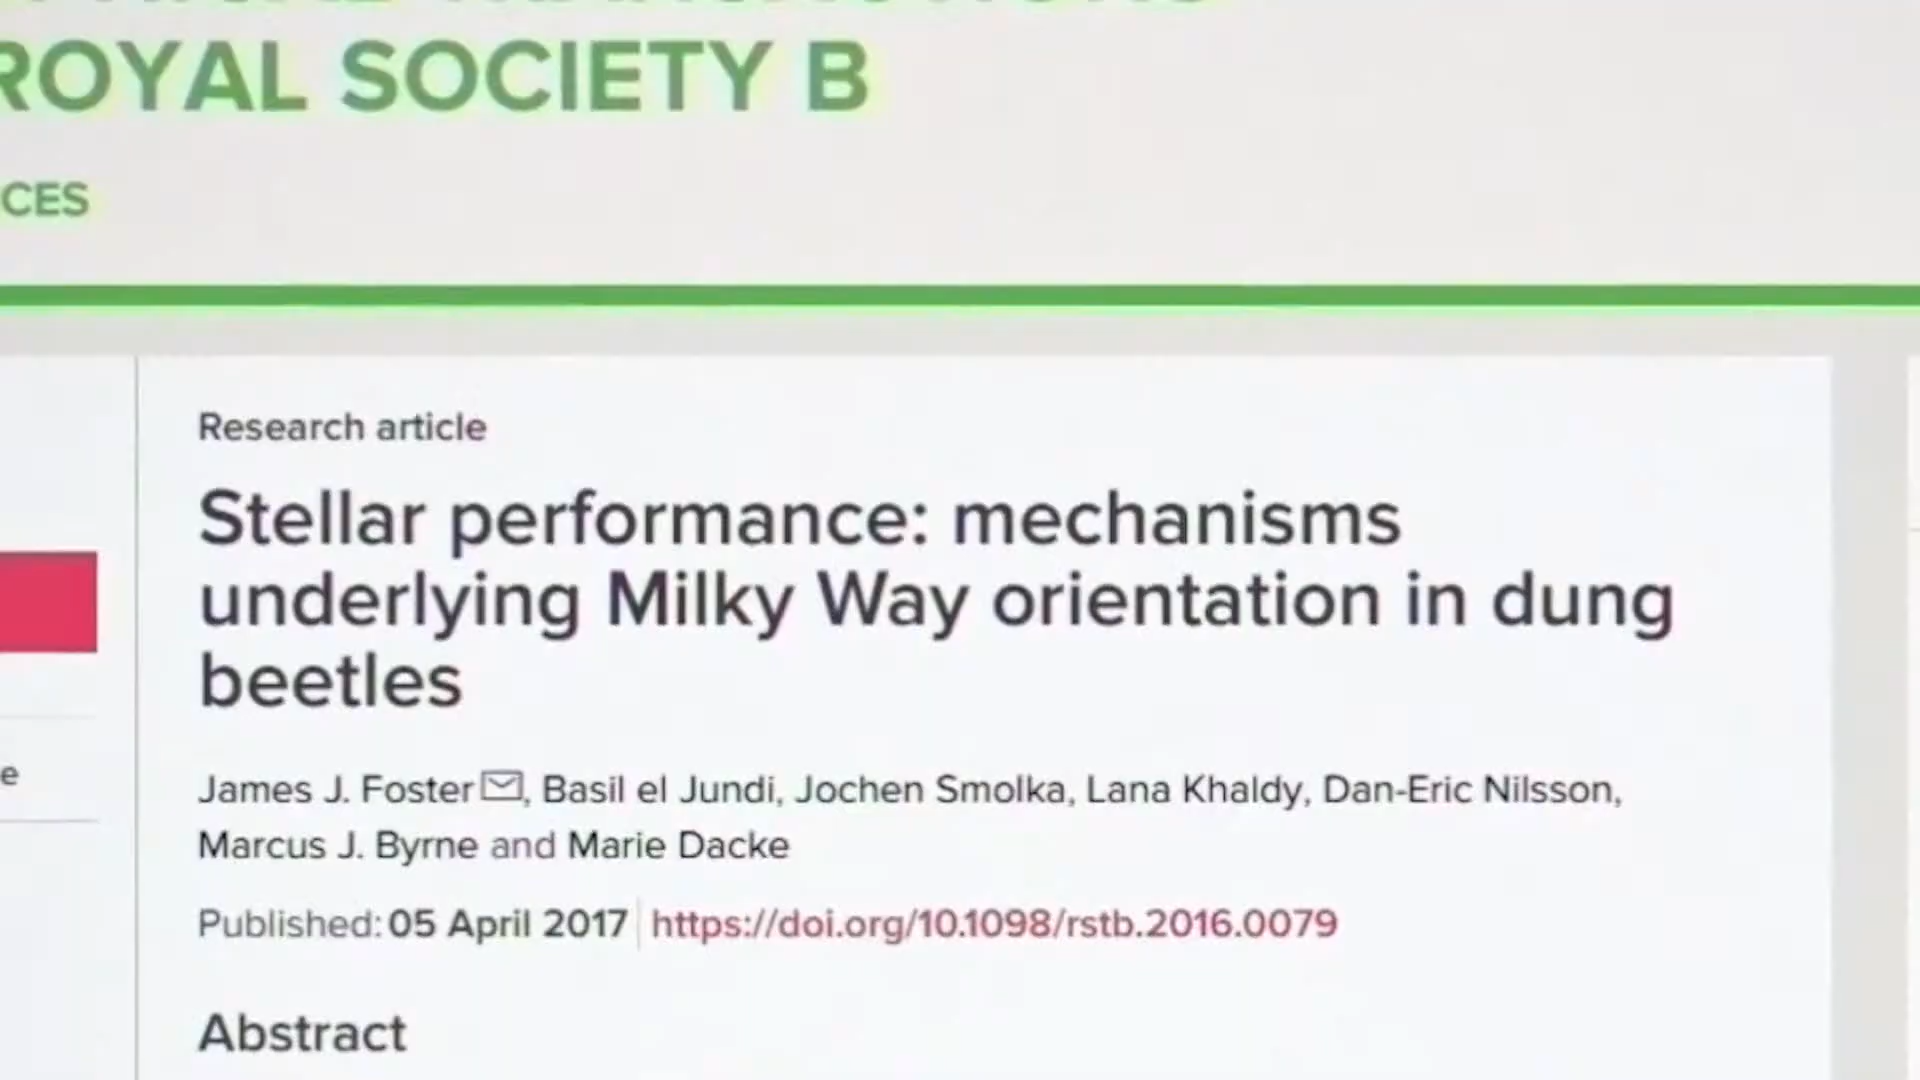 ROYAL SOCIETY B
CES
Research article
Stellar performance: mechanisms
underlying Milky Way orientation in dung
beetles
e
James J. Foster, Basil el Jundi, Jochen Smolka, Lana Khaldy, Dan-Eric Nilsson,
Marcus J. Byrne and Marie Dacke
Published: 05 April 2017 https://doi.org/10.1098/rstb.2016.0079
Abstract